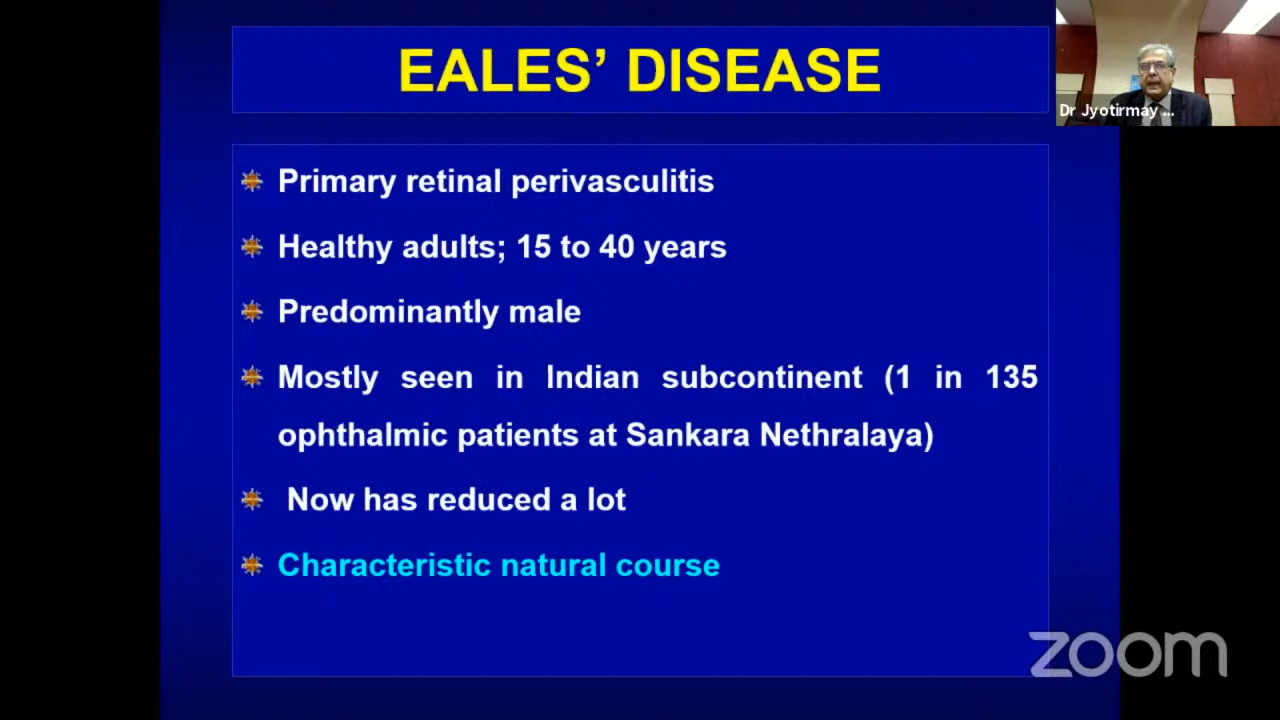 EALES’ DISEASE
Dr Jyotirmay ...
Primary retinal perivasculitis
Healthy adults; 15 to 40 years
Predominantly male
Mostly seen in Indian subcontinent (1 in 135
ophthalmic patients at Sankara Nethralaya)
Now has reduced a lot
Characteristic natural course
zoom